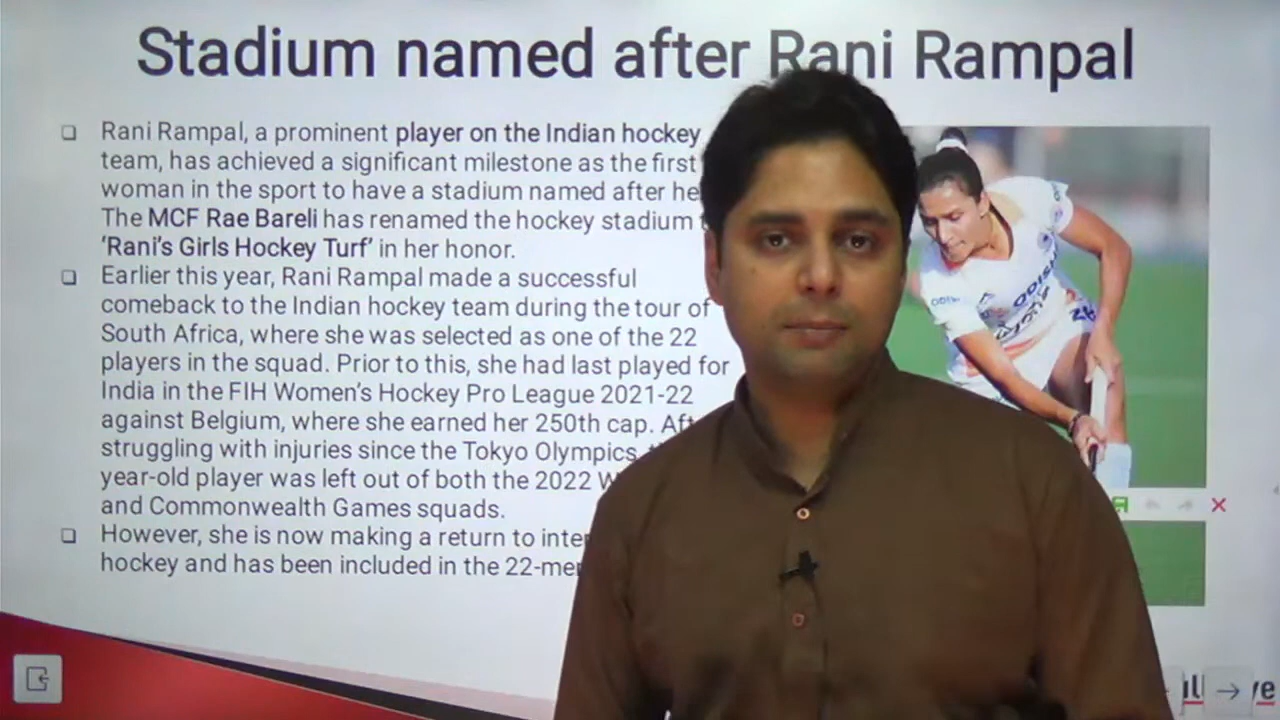 Stadium named after Rani Rampal
Rani Rampal, a prominent player on the Indian hockey
team, has achieved a significant milestone as the first
woman in the sport to have a stadium named after
The MCF Rae Bareli has renamed the hockey stadium
‘Rani’s Girls Hockey Turf’ in her honor.
Earlier this year, Rani Rampal made a successful
comeback to the Indian hockey team during the tour of
South Africa, where she was selected as one of the 22
players in the squad. Prior to this, she had last played for
India in the FIH Women’s Hockey Pro League 2021-22
against Belgium, where she earned her 250th cap.
struggling with injuries since the Tokyo Olympics,
year-old player was left out of both the 2022
and Commonwealth Games squads.
However, she is now making a return to
hockey and has been included in the